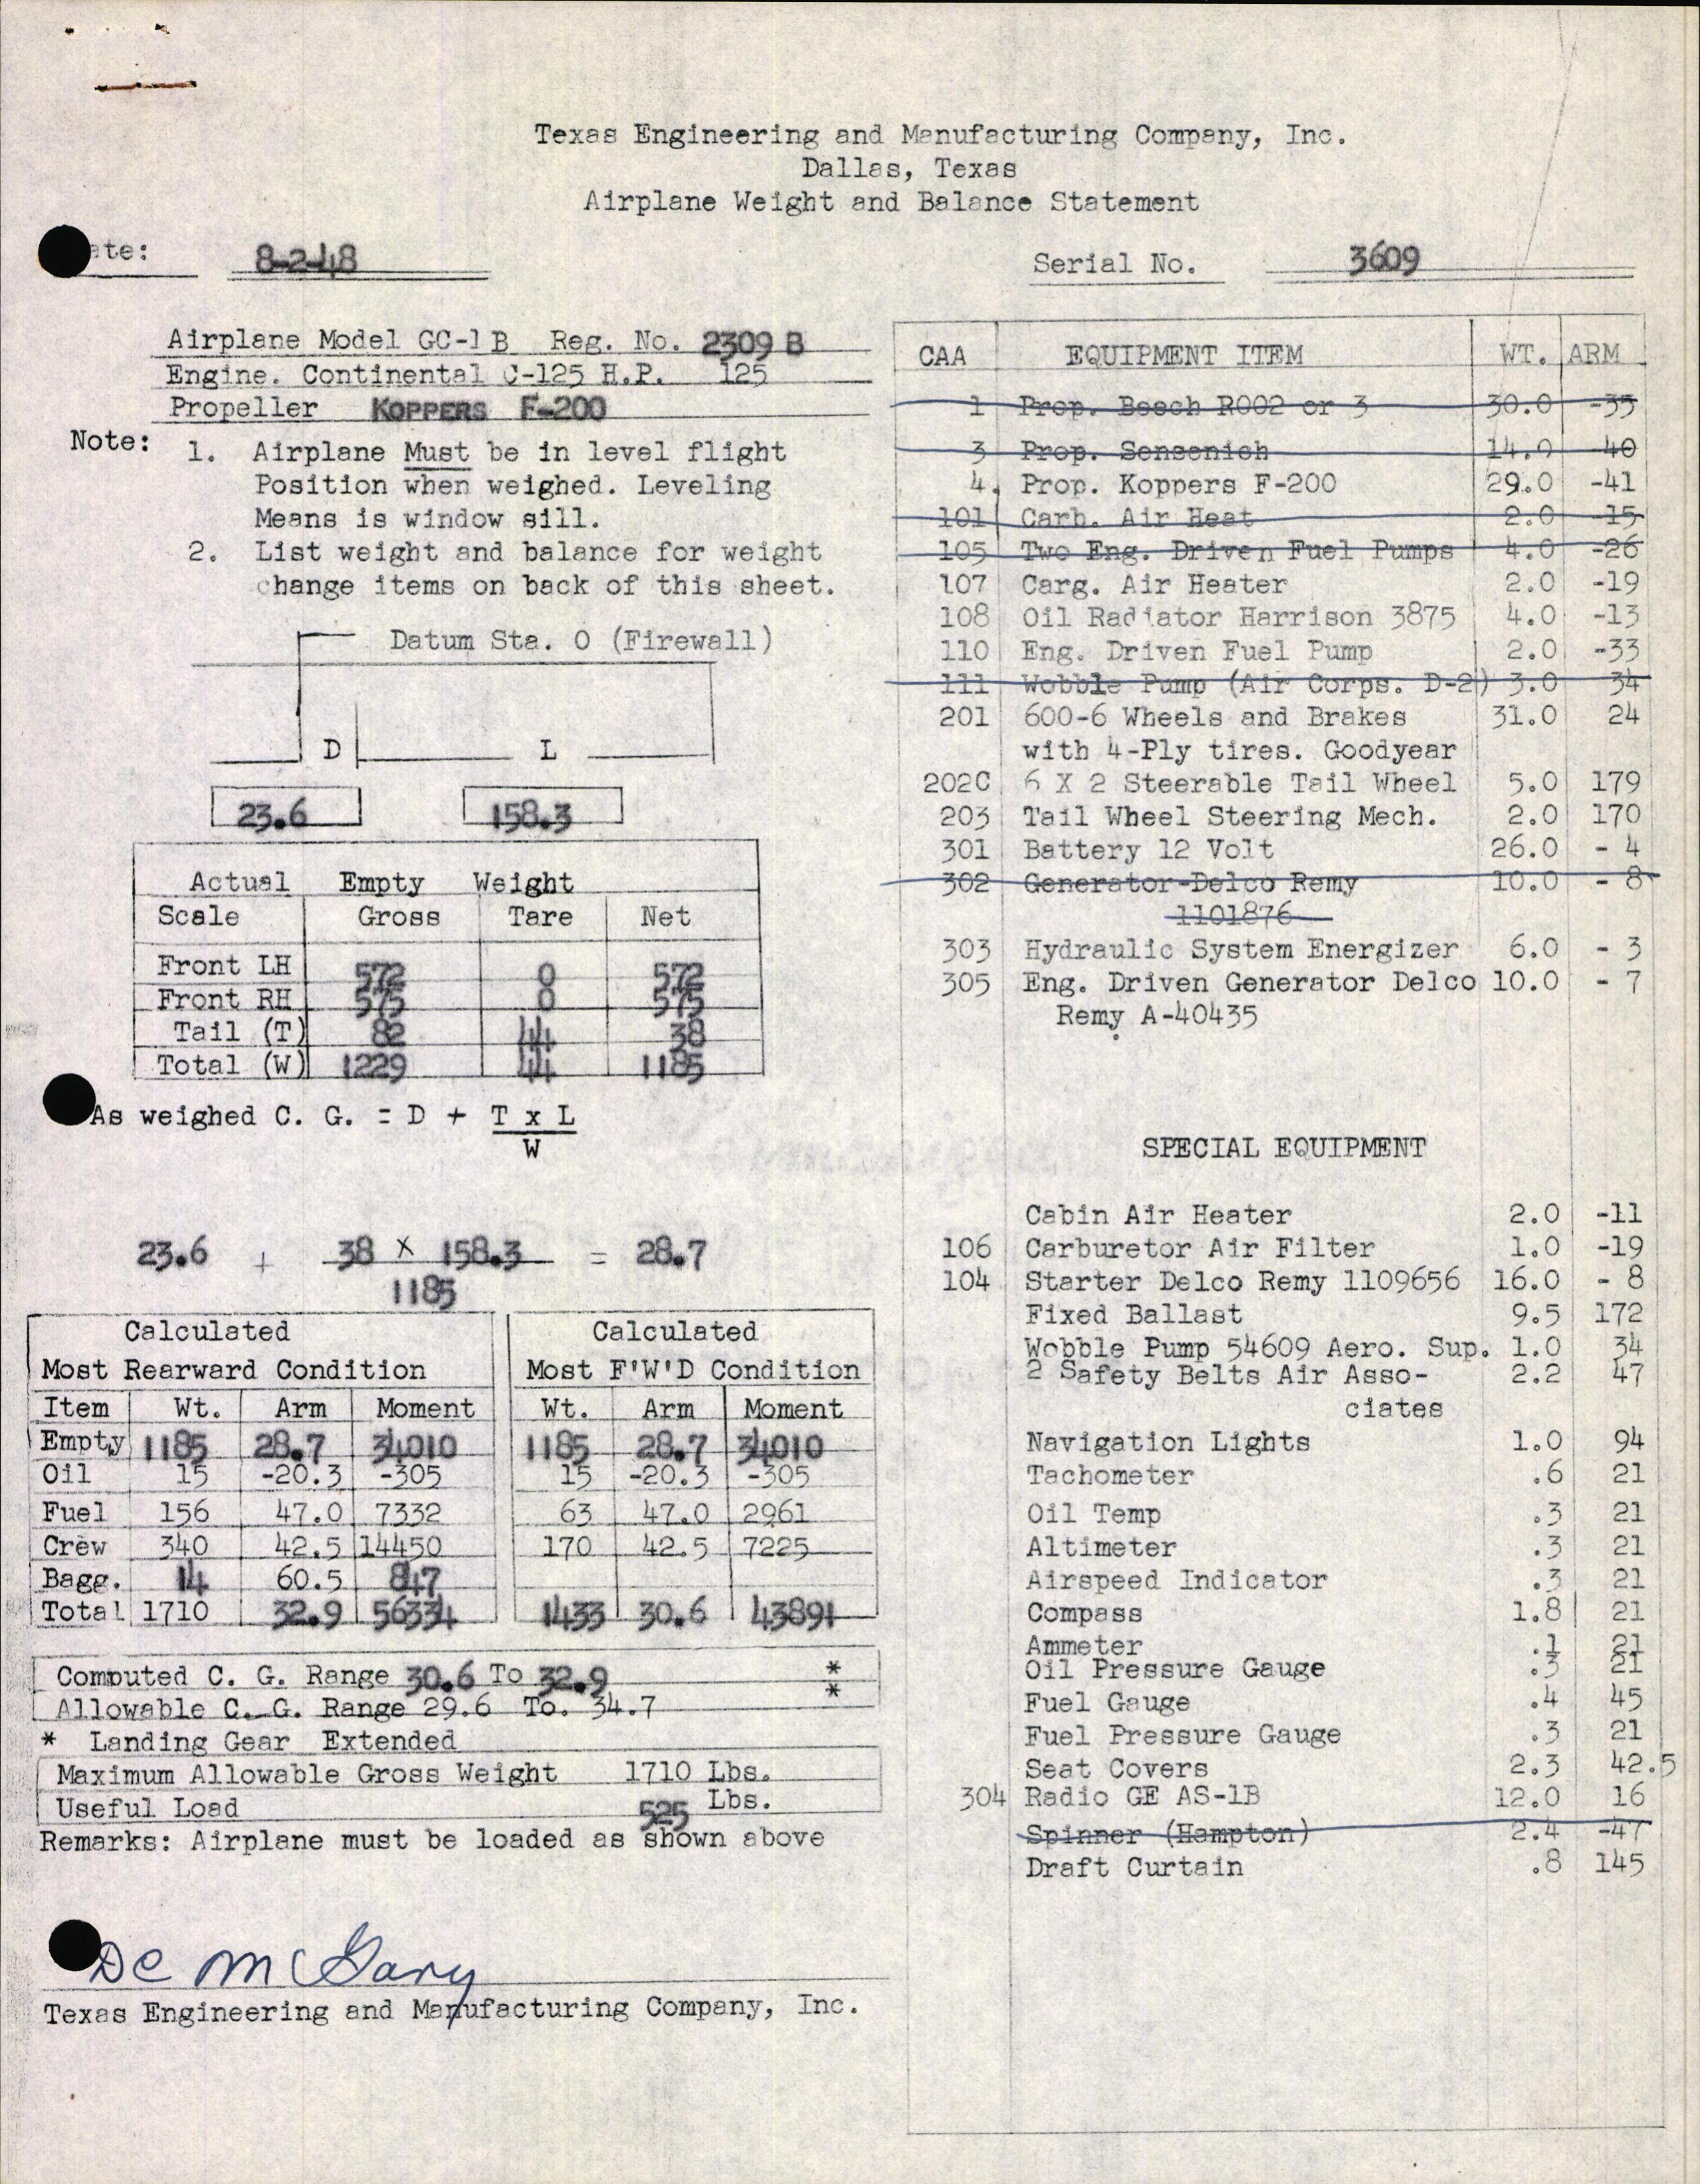 Texas Engineering and Manufacturing Company, Inc.
Dallas, Texas
Airplane Weight and Balance Statement
ate: 8-2-48
Serial No. 3609
Airplane Model GC-1B Reg. No. 2309 B
Engine. Continental C-125 H.P. 125
Propeller KOPPERS F-200
Note: 1. Airplane Must be in level flight
Position when weighed. Leveling
Means is window sill.
2. List weight and balance for weight
change items on back of this sheet.
Datum Sta. 0 (Firewall)
D L
23.6 158.3
Actual Empty Weight
Scale Gross Tare Net
Front LH 572 0 572
Front RH 575 0 575
Tail (T) 82 44 38
Total (W) 1229 44 1185
As weighed C. G. = D + T x L
W
23.6 + 38 X 158.3 = 28.7
1185
Calculated
Most Rearward Condition
Item Wt. Arm Moment
Empty 1185 28.7 34010
Oil 15 -20.3 -305
Fuel 156 47.0 7332
Crew 340 42.5 14450
Bagg. 14 60.5 847
Total 1710 32.9 56334
Calculated
Most F'W'D Condition
Wt. Arm Moment
1185 28.7 34010
15 -20.3 -305
63 47.0 2961
170 42.5 7225
1433 30.6 43891
Computed C. G. Range 30.6 To 32.9 *
Allowable C. G. Range 29.6 To. 34.7 *
* Landing Gear Extended
Maximum Allowable Gross Weight 1710 Lbs.
Useful Load 525 Lbs.
Remarks: Airplane must be loaded as shown above
De McGary
Texas Engineering and Manufacturing Company, Inc.
CAA EQUIPMENT ITEM WT. ARM
1 Prop. Beech R002 or 3 30.0 -35
3 Prop. Sensenich 14.0 -40
4. Prop. Koppers F-200 29.0 -41
101 Carb. Air Heat 2.0 -15
105 Two Eng. Driven Fuel Pumps 4.0 -26
107 Carg. Air Heater 2.0 -19
108 Oil Radiator Harrison 3875 4.0 -13
110 Eng. Driven Fuel Pump 2.0 -33
111 Wobble Pump (Air Corps. D-2) 3.0 34
201 600-6 Wheels and Brakes 31.0 24
with 4-Ply tires. Goodyear
202C 6 X 2 Steerable Tail Wheel 5.0 179
203 Tail Wheel Steering Mech. 2.0 170
301 Battery 12 Volt 26.0 - 4
302 Generator-Delco Remy 10.0 - 8
1101876
303 Hydraulic System Energizer 6.0 - 3
305 Eng. Driven Generator Delco 10.0 - 7
Remy A-40435
SPECIAL EQUIPMENT
Cabin Air Heater 2.0 -11
106 Carburetor Air Filter 1.0 -19
104 Starter Delco Remy 1109656 16.0 - 8
Fixed Ballast 9.5 172
Wobble Pump 54609 Aero. Sup. 1.0 34
2 Safety Belts Air Asso- 2.2 47
ciates
Navigation Lights 1.0 94
Tachometer .6 21
Oil Temp .3 21
Altimeter .3 21
Airspeed Indicator .3 21
Compass 1.8 21
Ammeter .1 21
Oil Pressure Gauge .3 21
Fuel Gauge .4 45
Fuel Pressure Gauge .3 21
Seat Covers 2.3 42.5
304 Radio GE AS-1B 12.0 16
Spinner (Hampton) 2.4 -47
Draft Curtain .8 145